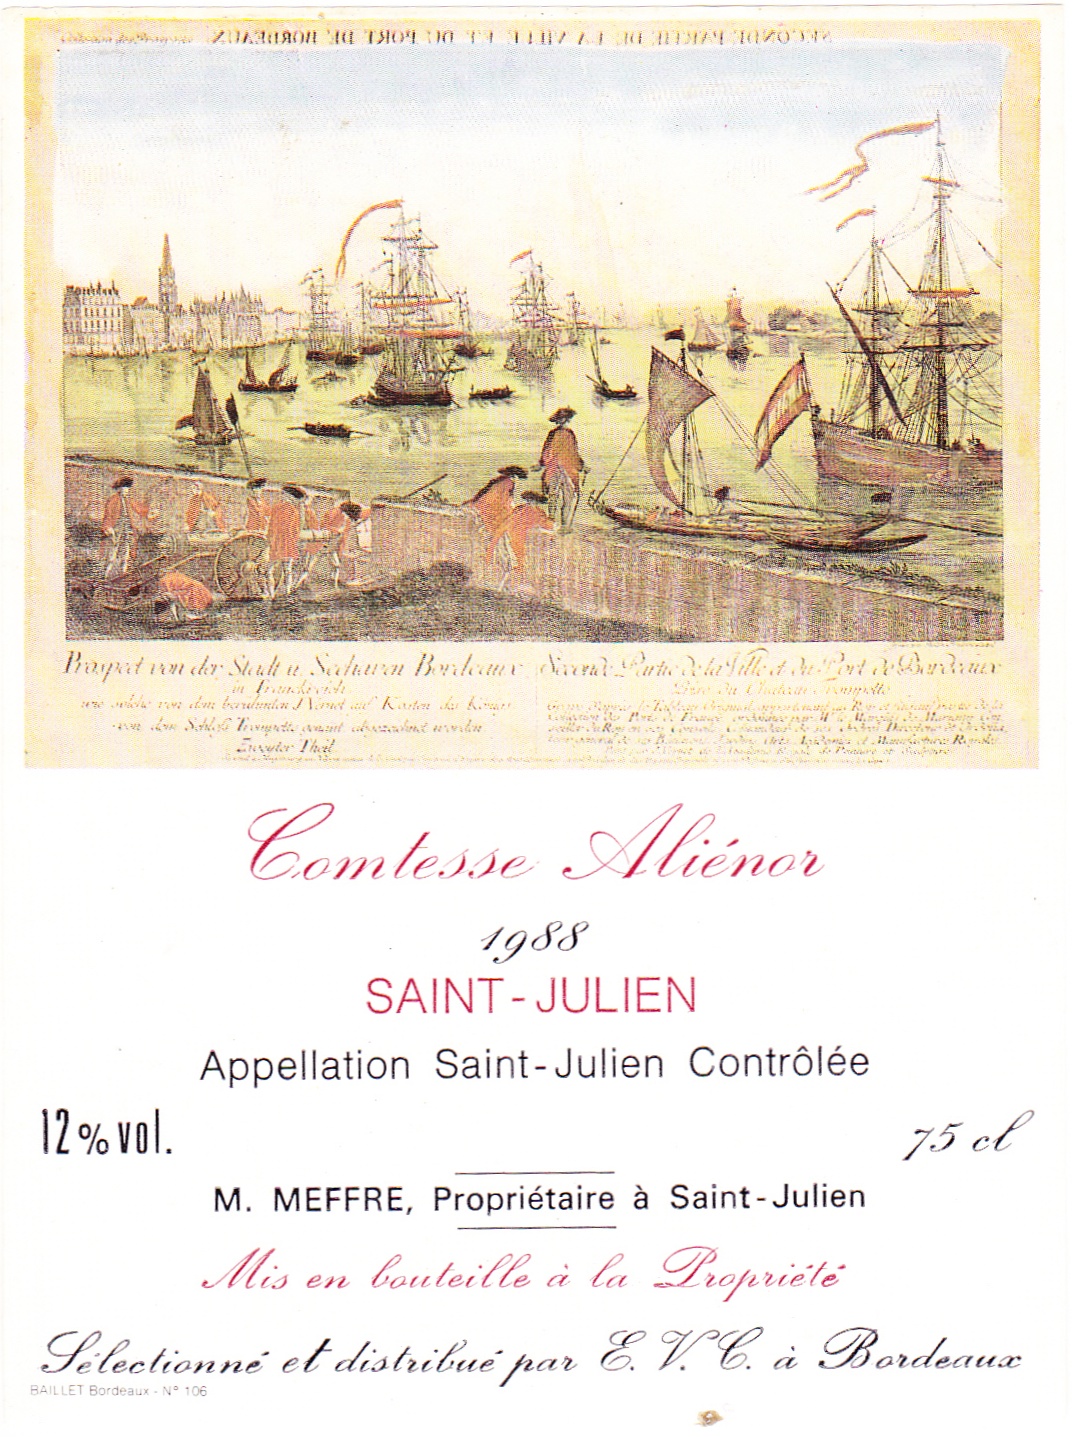 SECONDE PARTIE DE LA VILLE ET DU PORT DE BORDEAUX
Prospect von der Stadt u. Seehaven Bordeaux
in Franckreich
wie solche von dem berühmten J Vernet auf Kosten des Königs
von dem Schloss Trompette genant abgezeichnet worden
Zweyter Theil
Seconde Partie de la Ville et du Port de Bordeaux
Prise du Chateau Trompette
Comtesse Aliénor
1988
SAINT-JULIEN
Appellation Saint-Julien Contrôlée
12% vol.
75 cl
M. MEFFRE, Propriétaire à Saint-Julien
Mis en bouteille à la Propriété
Sélectionné et distribué par E. V. C. à Bordeaux
BAILLET Bordeaux - N° 106